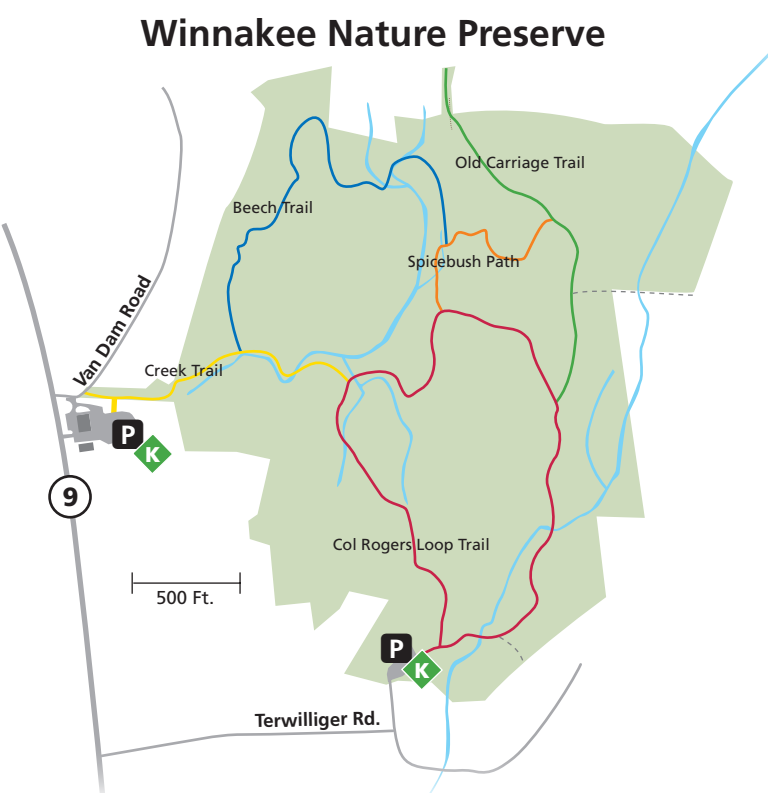 Winnakee Nature Preserve
Old Carriage Trail
Beech Trail
Spicebush Path
Van Dam Road
Creek Trail
P
K
9
Col Rogers Loop Trail
500 Ft.
P
K
Terwilliger Rd.